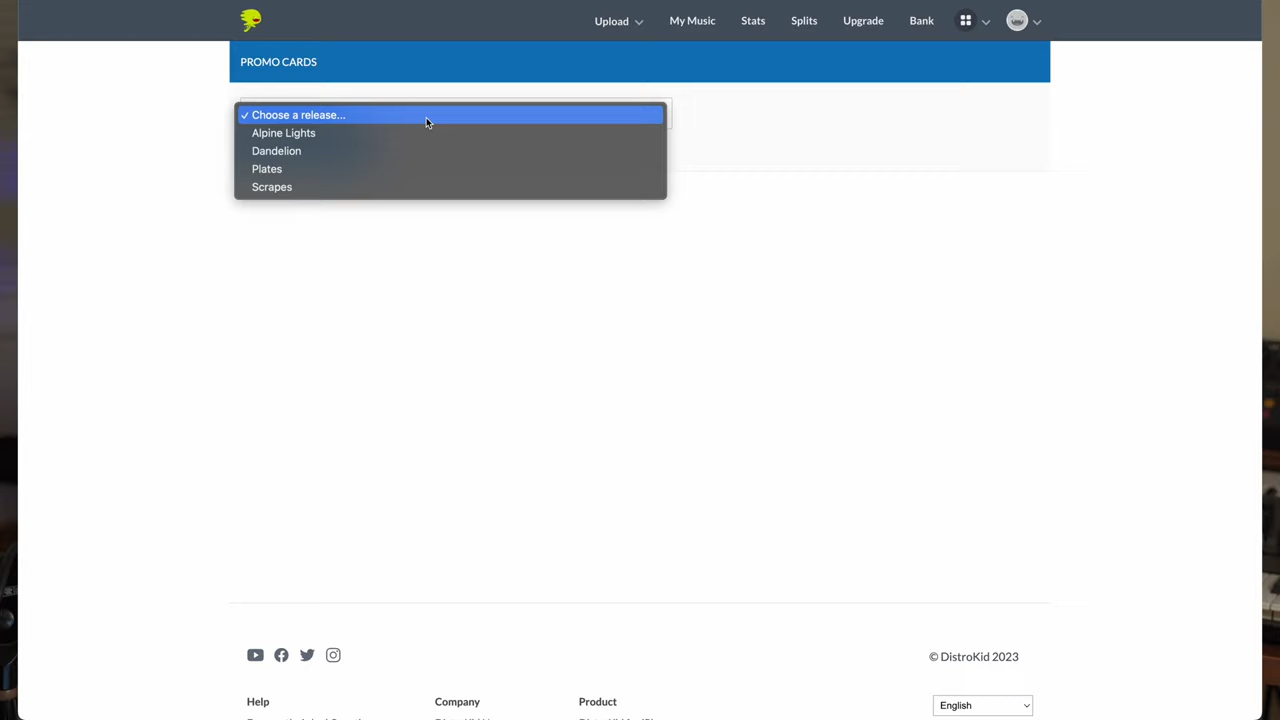 Upload
My Music
Stats
Splits
Upgrade
Bank
PROMO CARDS
✓ Choose a release...
Alpine Lights
Dandelion
Plates
Scrapes
© DistroKid 2023
Help
Company
Product
English